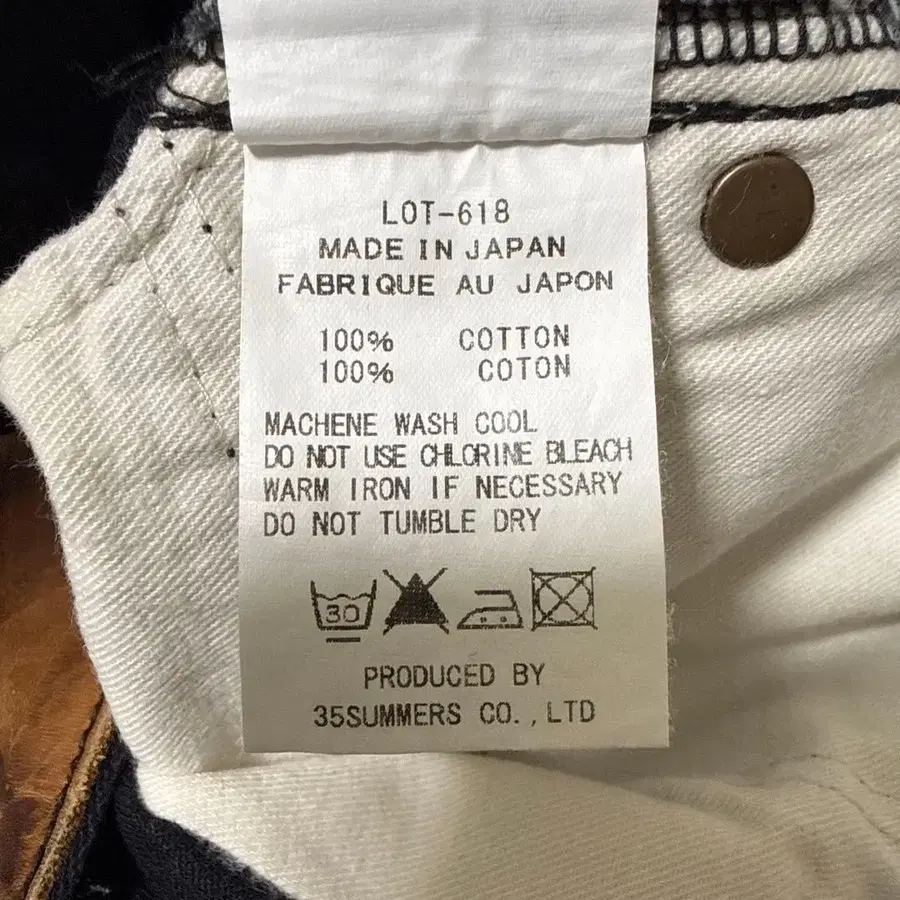 LOT-618
MADE IN JAPAN
FABRIQUE AU JAPON
100% COTTON
100% COTON
MACHENE WASH COOL
DO NOT USE CHLORINE BLEACH
WARM IRON IF NECESSARY
DO NOT TUMBLE DRY
30
PRODUCED BY
35SUMMERS CO.,LTD